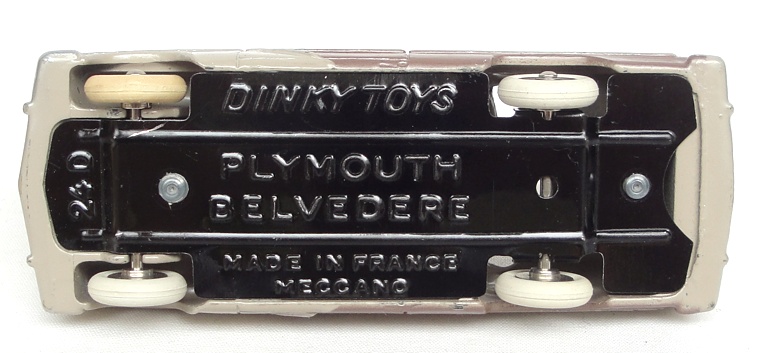 DINKY TOYS
24 D
PLYMOUTH
BELVEDERE
MADE IN FRANCE
MECCANO